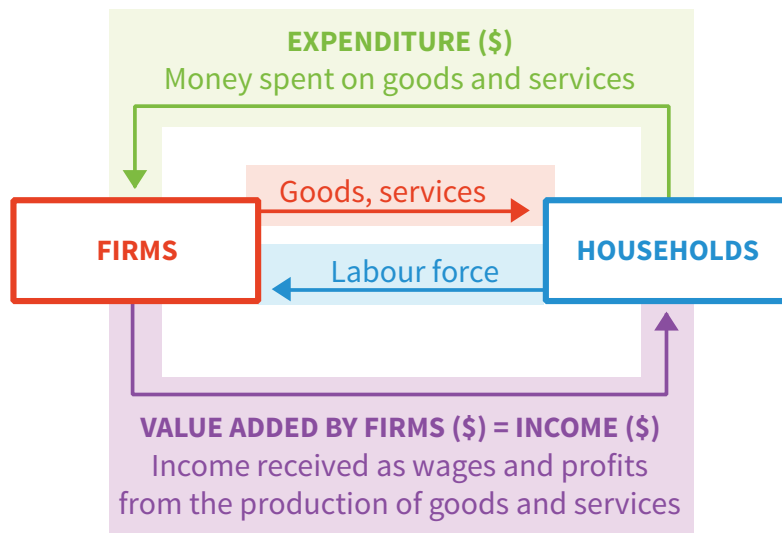 EXPENDITURE ($)
Money spent on goods and services
Goods, services
FIRMS
HOUSEHOLDS
Labour force
VALUE ADDED BY FIRMS ($) = INCOME ($)
Income received as wages and profits
from the production of goods and services